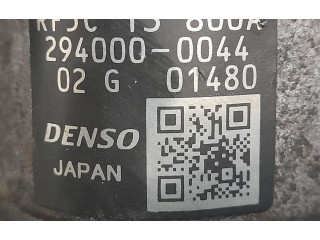 RF5C 13 800A
294000-0044
02 G 01480
DENSO
JAPAN